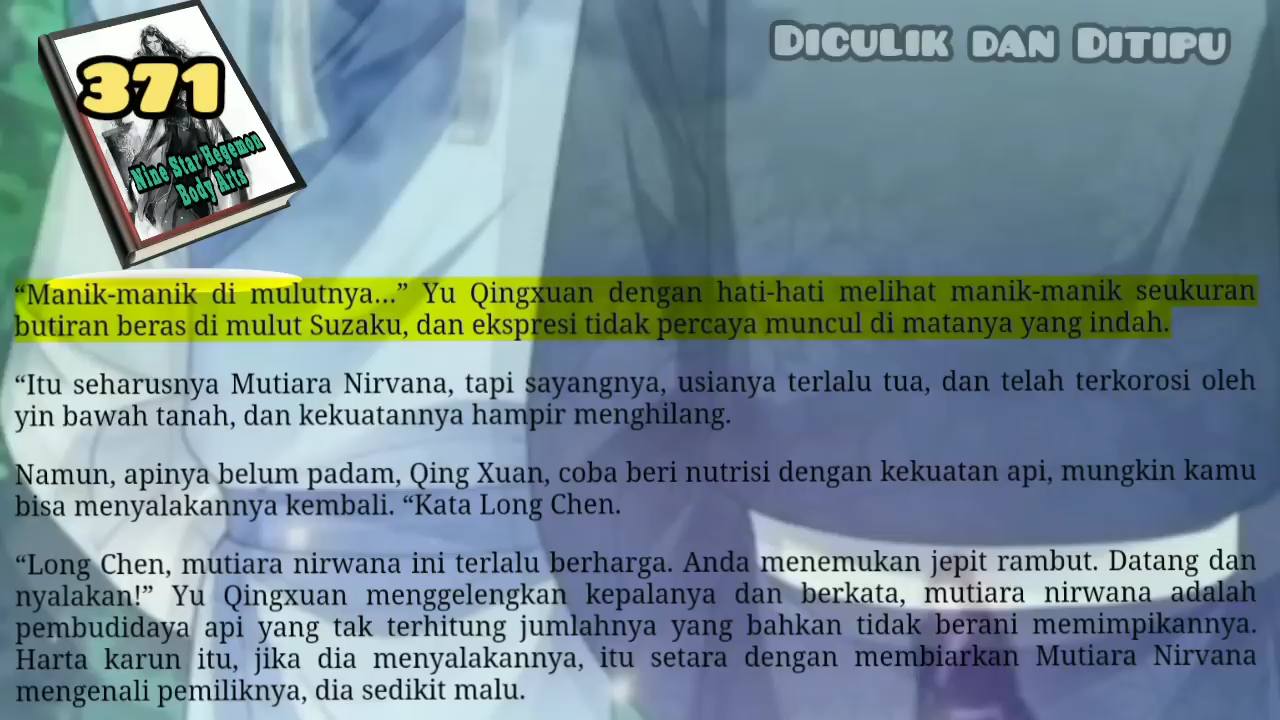 Diculik dan Ditipu
371
Nine Star Hegemon
Body Arts
“Manik-manik di mulutnya...” Yu Qingxuan dengan hati-hati melihat manik-manik seukuran
butiran beras di mulut Suzaku, dan ekspresi tidak percaya muncul di matanya yang indah.
“Itu seharusnya Mutiara Nirvana, tapi sayangnya, usianya terlalu tua, dan telah terkorosi oleh
yin bawah tanah, dan kekuatannya hampir menghilang.
Namun, apinya belum padam, Qing Xuan, coba beri nutrisi dengan kekuatan api, mungkin kamu
bisa menyalakannya kembali. “Kata Long Chen.
“Long Chen, mutiara nirwana ini terlalu berharga. Anda menemukan jepit rambut. Datang dan
nyalakan!” Yu Qingxuan menggelengkan kepalanya dan berkata, mutiara nirwana adalah
pembudidaya api yang tak terhitung jumlahnya yang bahkan tidak berani memimpikannya.
Harta karun itu, jika dia menyalakannya, itu setara dengan membiarkan Mutiara Nirvana
mengenali pemiliknya, dia sedikit malu.